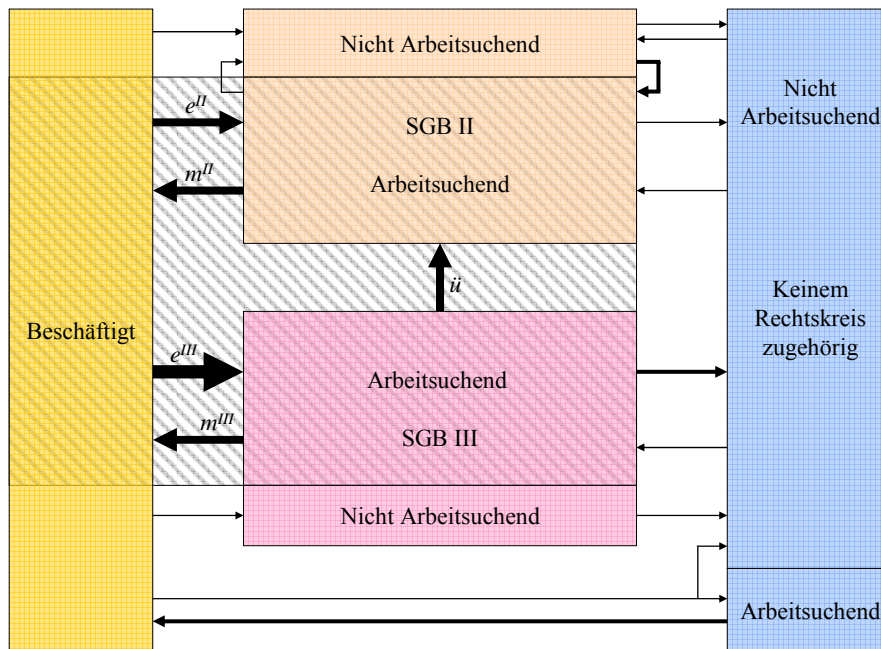 Nicht Arbeitsuchend
Nicht
Arbeitsuchend
e^II
SGB II
m^II
Arbeitsuchend
ü
Keinem
Rechtskreis
zugehörig
Beschäftigt
e^III
Arbeitsuchend
m^III
SGB III
Nicht Arbeitsuchend
Arbeitsuchend